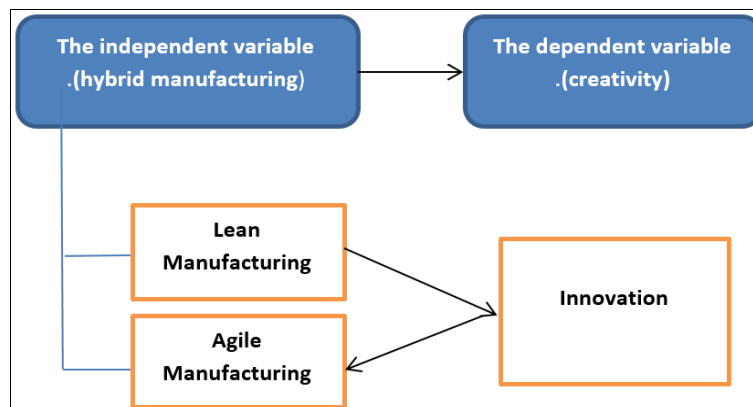 The independent variable
.(hybrid manufacturing)
The dependent variable
.(creativity)
Lean
Manufacturing
Innovation
Agile
Manufacturing